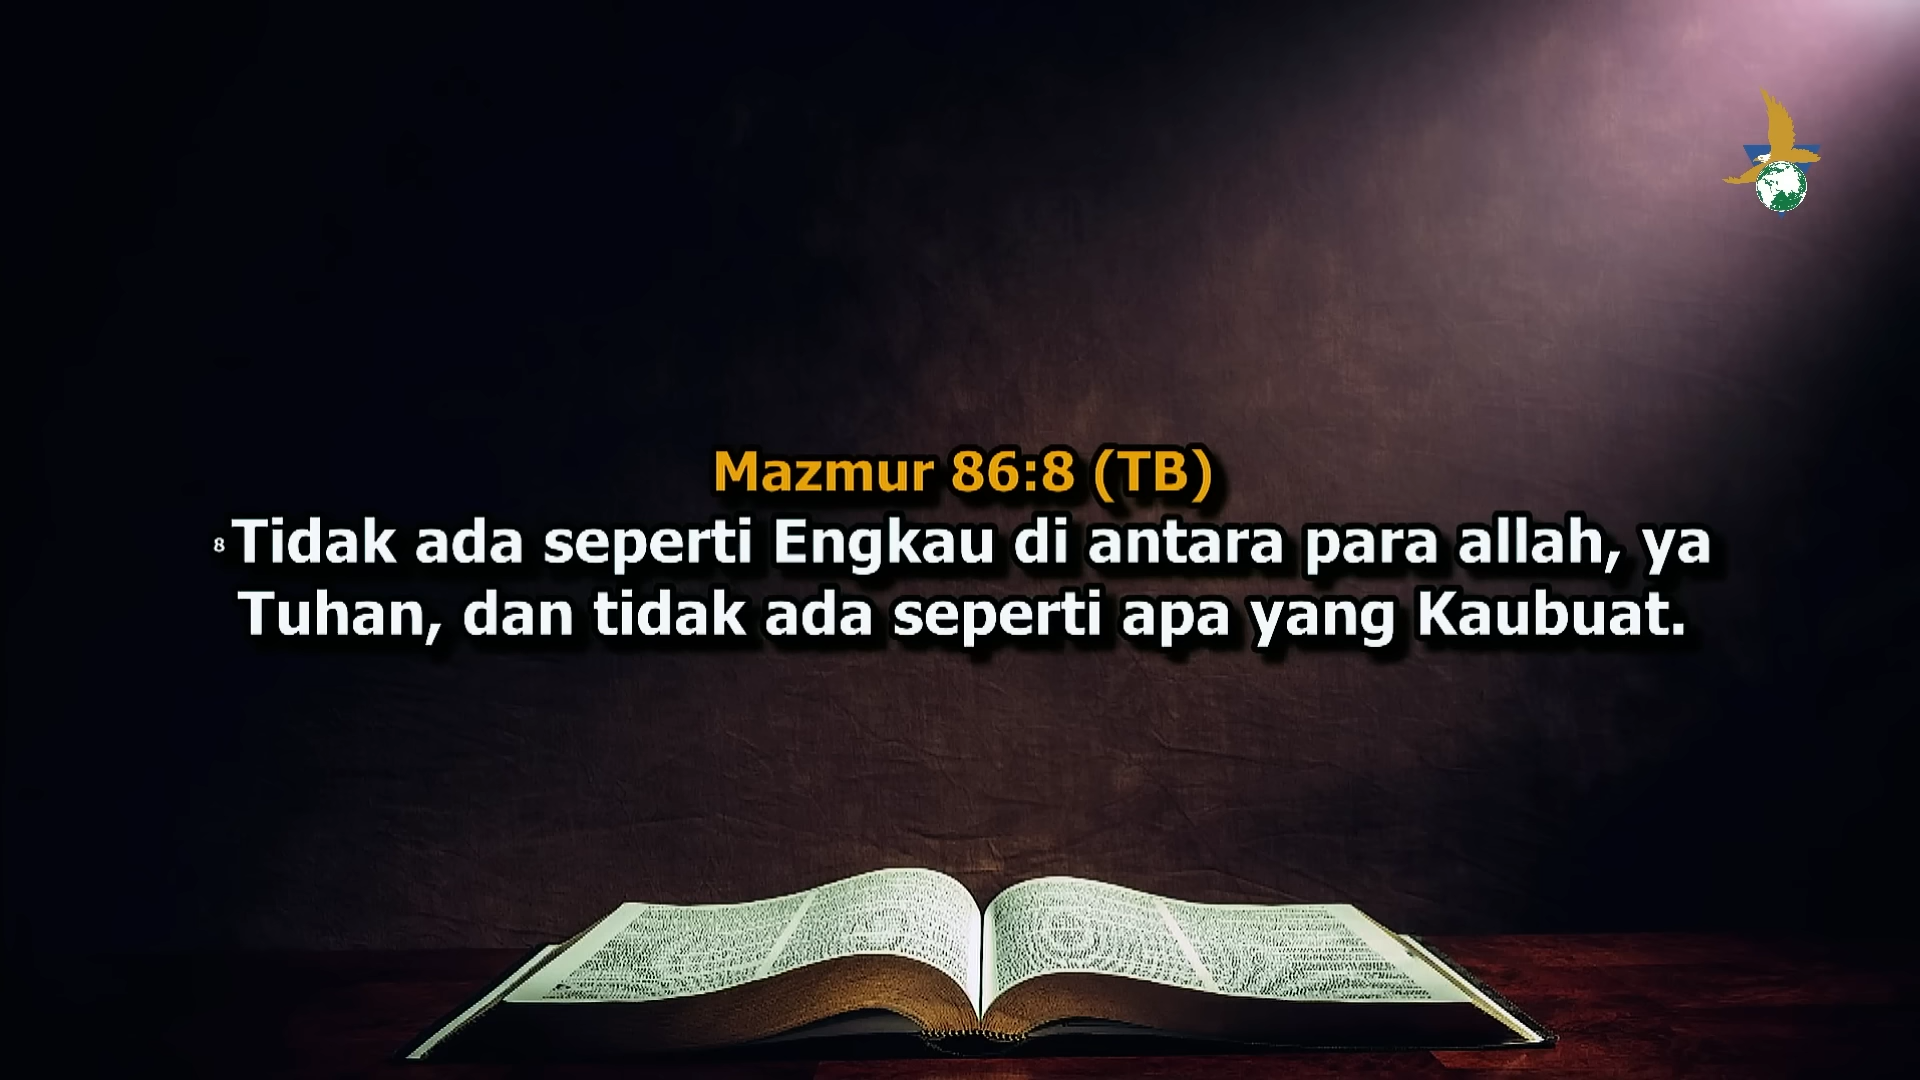 Mazmur 86:8 (TB)
8 Tidak ada seperti Engkau di antara para allah, ya
Tuhan, dan tidak ada seperti apa yang Kaubuat.